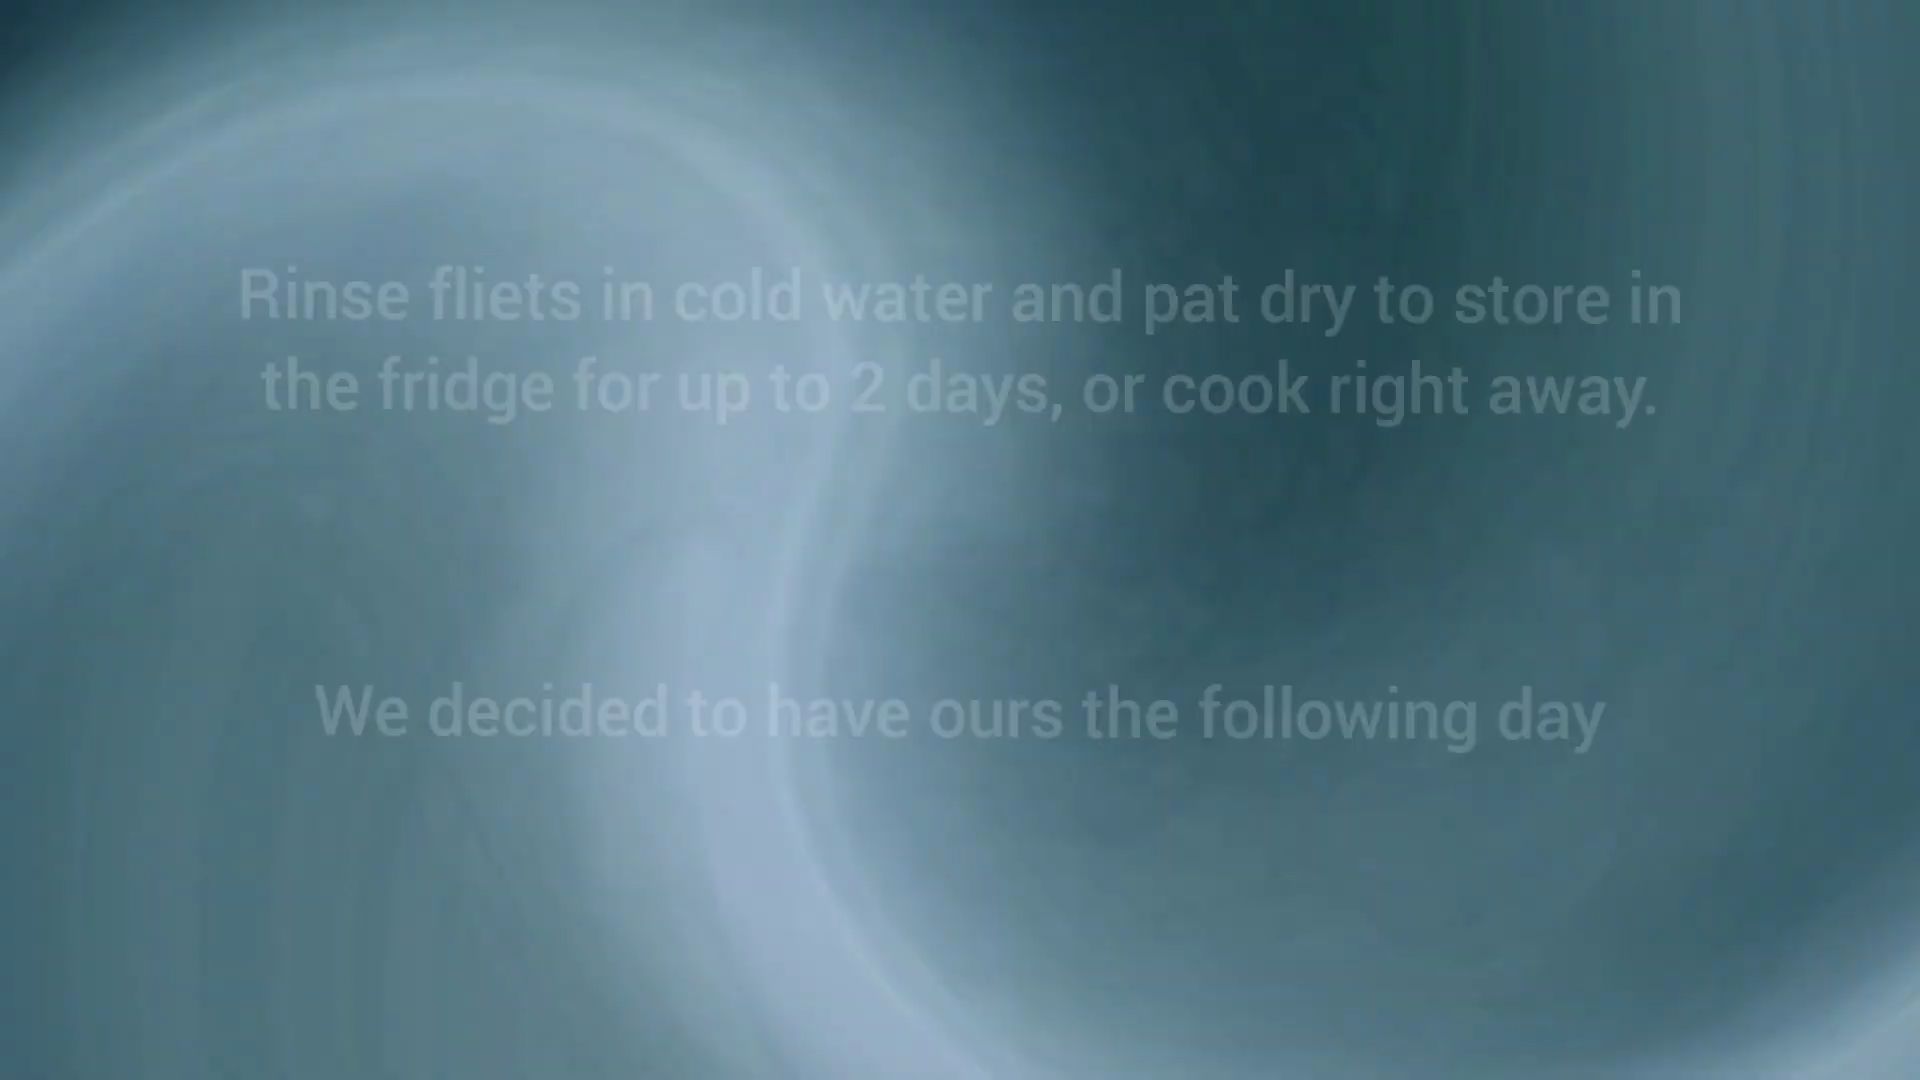 Rinse fliets in cold water and pat dry to store in
the fridge for up to 2 days, or cook right away.
We decided to have ours the following day